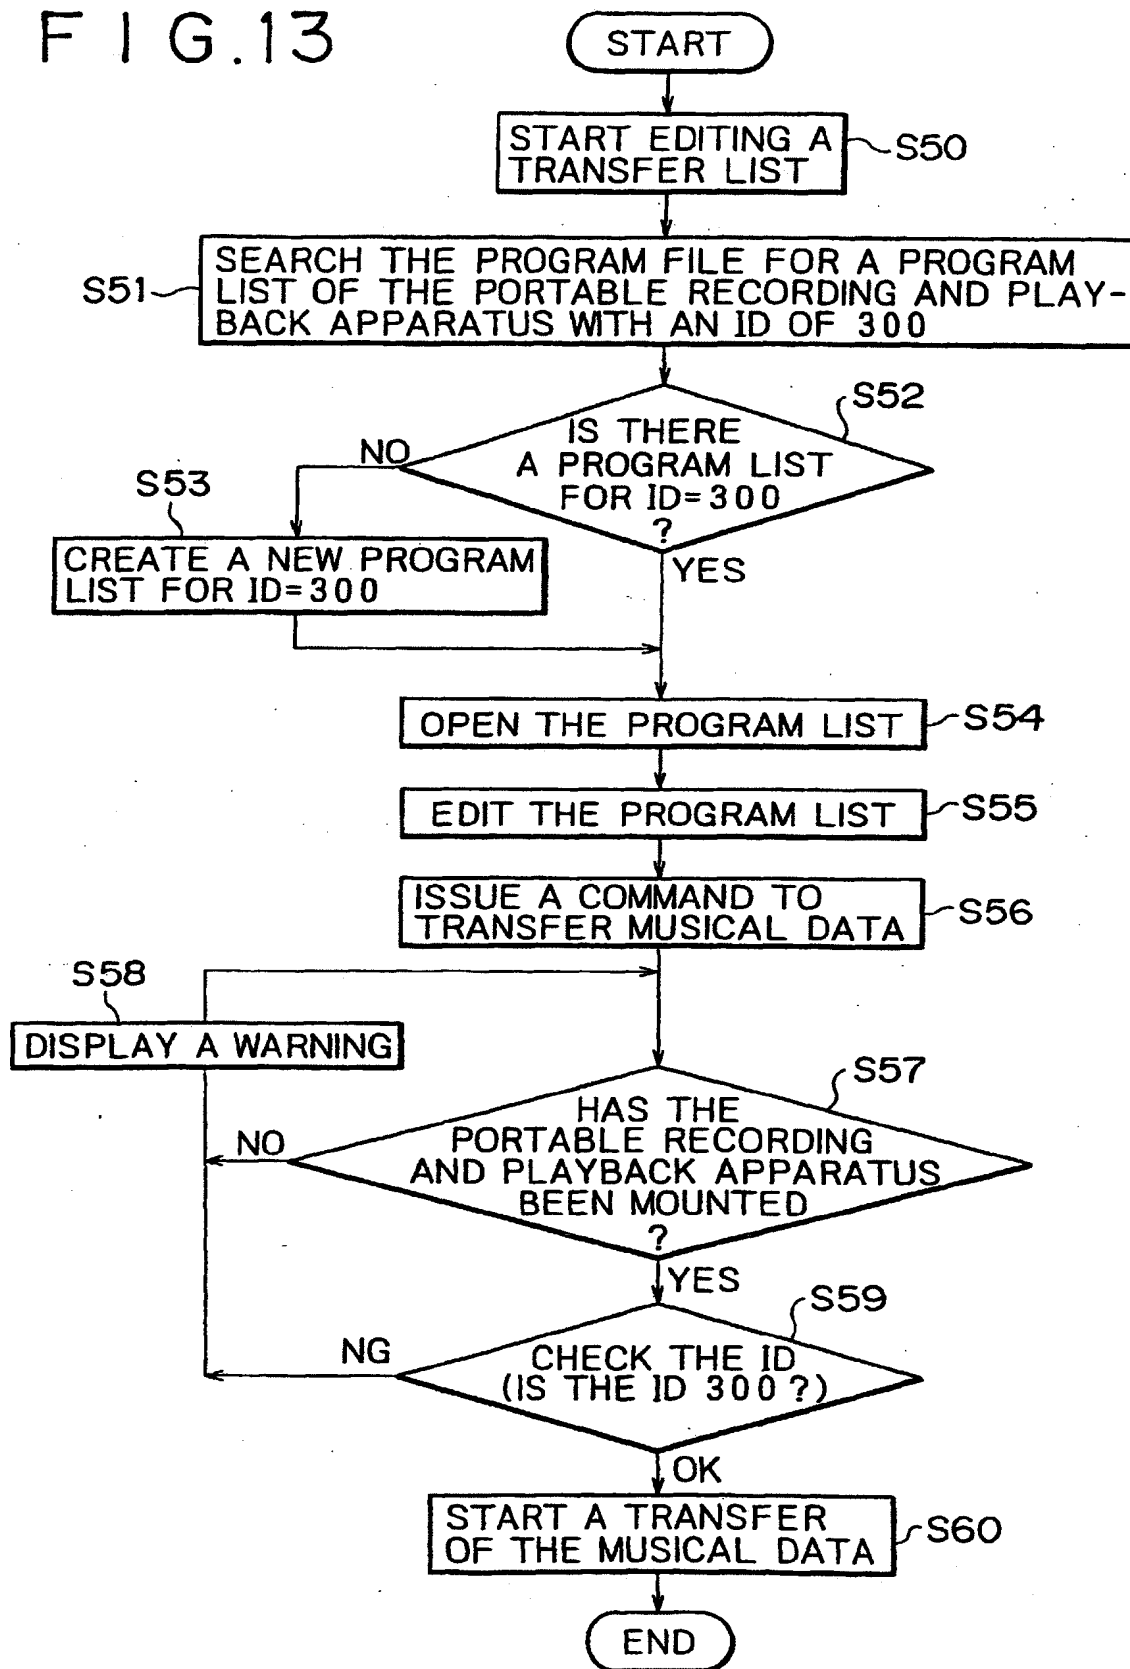 FIG.13
START
START EDITING A
TRANSFER LIST
S50
SEARCH THE PROGRAM FILE FOR A PROGRAM
LIST OF THE PORTABLE RECORDING AND PLAY-
BACK APPARATUS WITH AN ID OF 300
S51
S52
IS THERE
A PROGRAM LIST
FOR ID=300
?
NO
YES
S53
CREATE A NEW PROGRAM
LIST FOR ID=300
OPEN THE PROGRAM LIST
S54
EDIT THE PROGRAM LIST
S55
ISSUE A COMMAND TO
TRANSFER MUSICAL DATA
S56
S58
DISPLAY A WARNING
S57
HAS THE
PORTABLE RECORDING
AND PLAYBACK APPARATUS
BEEN MOUNTED
?
NO
YES
S59
CHECK THE ID
(IS THE ID 300?)
NG
OK
START A TRANSFER
OF THE MUSICAL DATA
S60
END